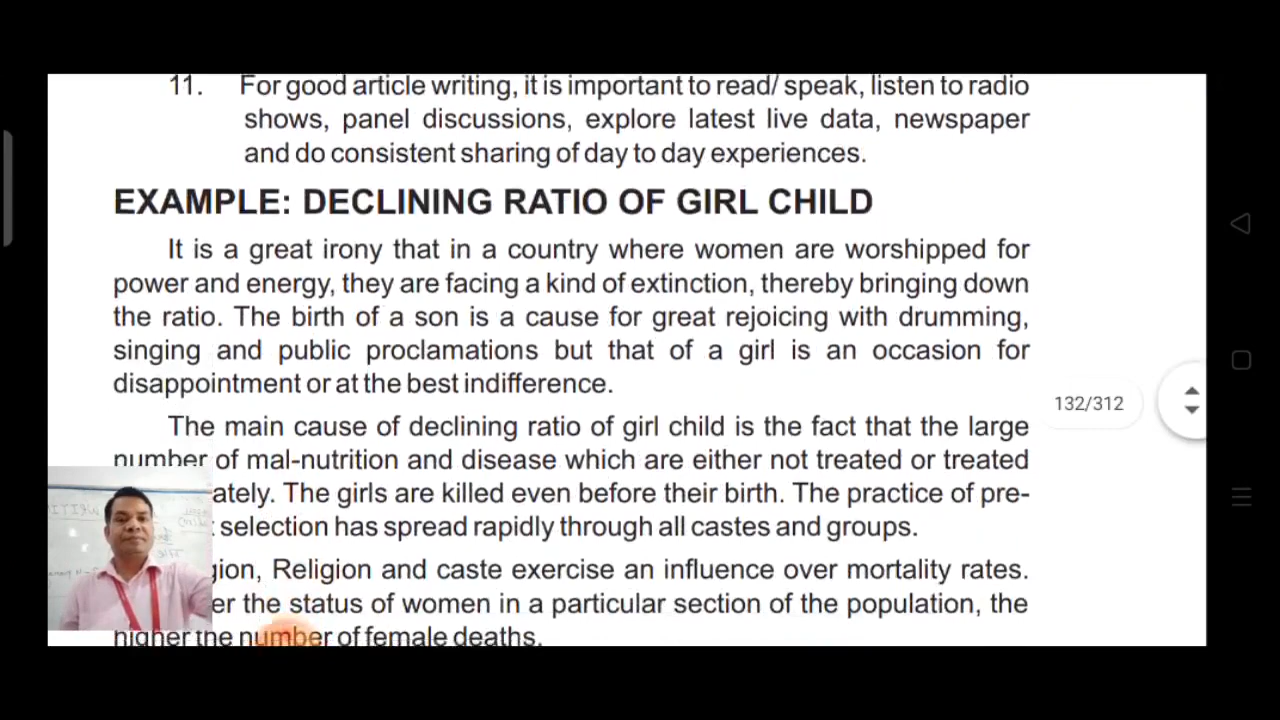 11. For good article writing, it is important to read/ speak, listen to radio
shows, panel discussions, explore latest live data, newspaper
and do consistent sharing of day to day experiences.
EXAMPLE: DECLINING RATIO OF GIRL CHILD
It is a great irony that in a country where women are worshipped for
power and energy, they are facing a kind of extinction, thereby bringing down
the ratio. The birth of a son is a cause for great rejoicing with drumming,
singing and public proclamations but that of a girl is an occasion for
disappointment or at the best indifference.
132/312
The main cause of declining ratio of girl child is the fact that the large
number of mal-nutrition and disease which are either not treated or treated
ately. The girls are killed even before their birth. The practice of pre-
selection has spread rapidly through all castes and groups.
gion, Religion and caste exercise an influence over mortality rates.
er the status of women in a particular section of the population, the
higher the number of female deaths.